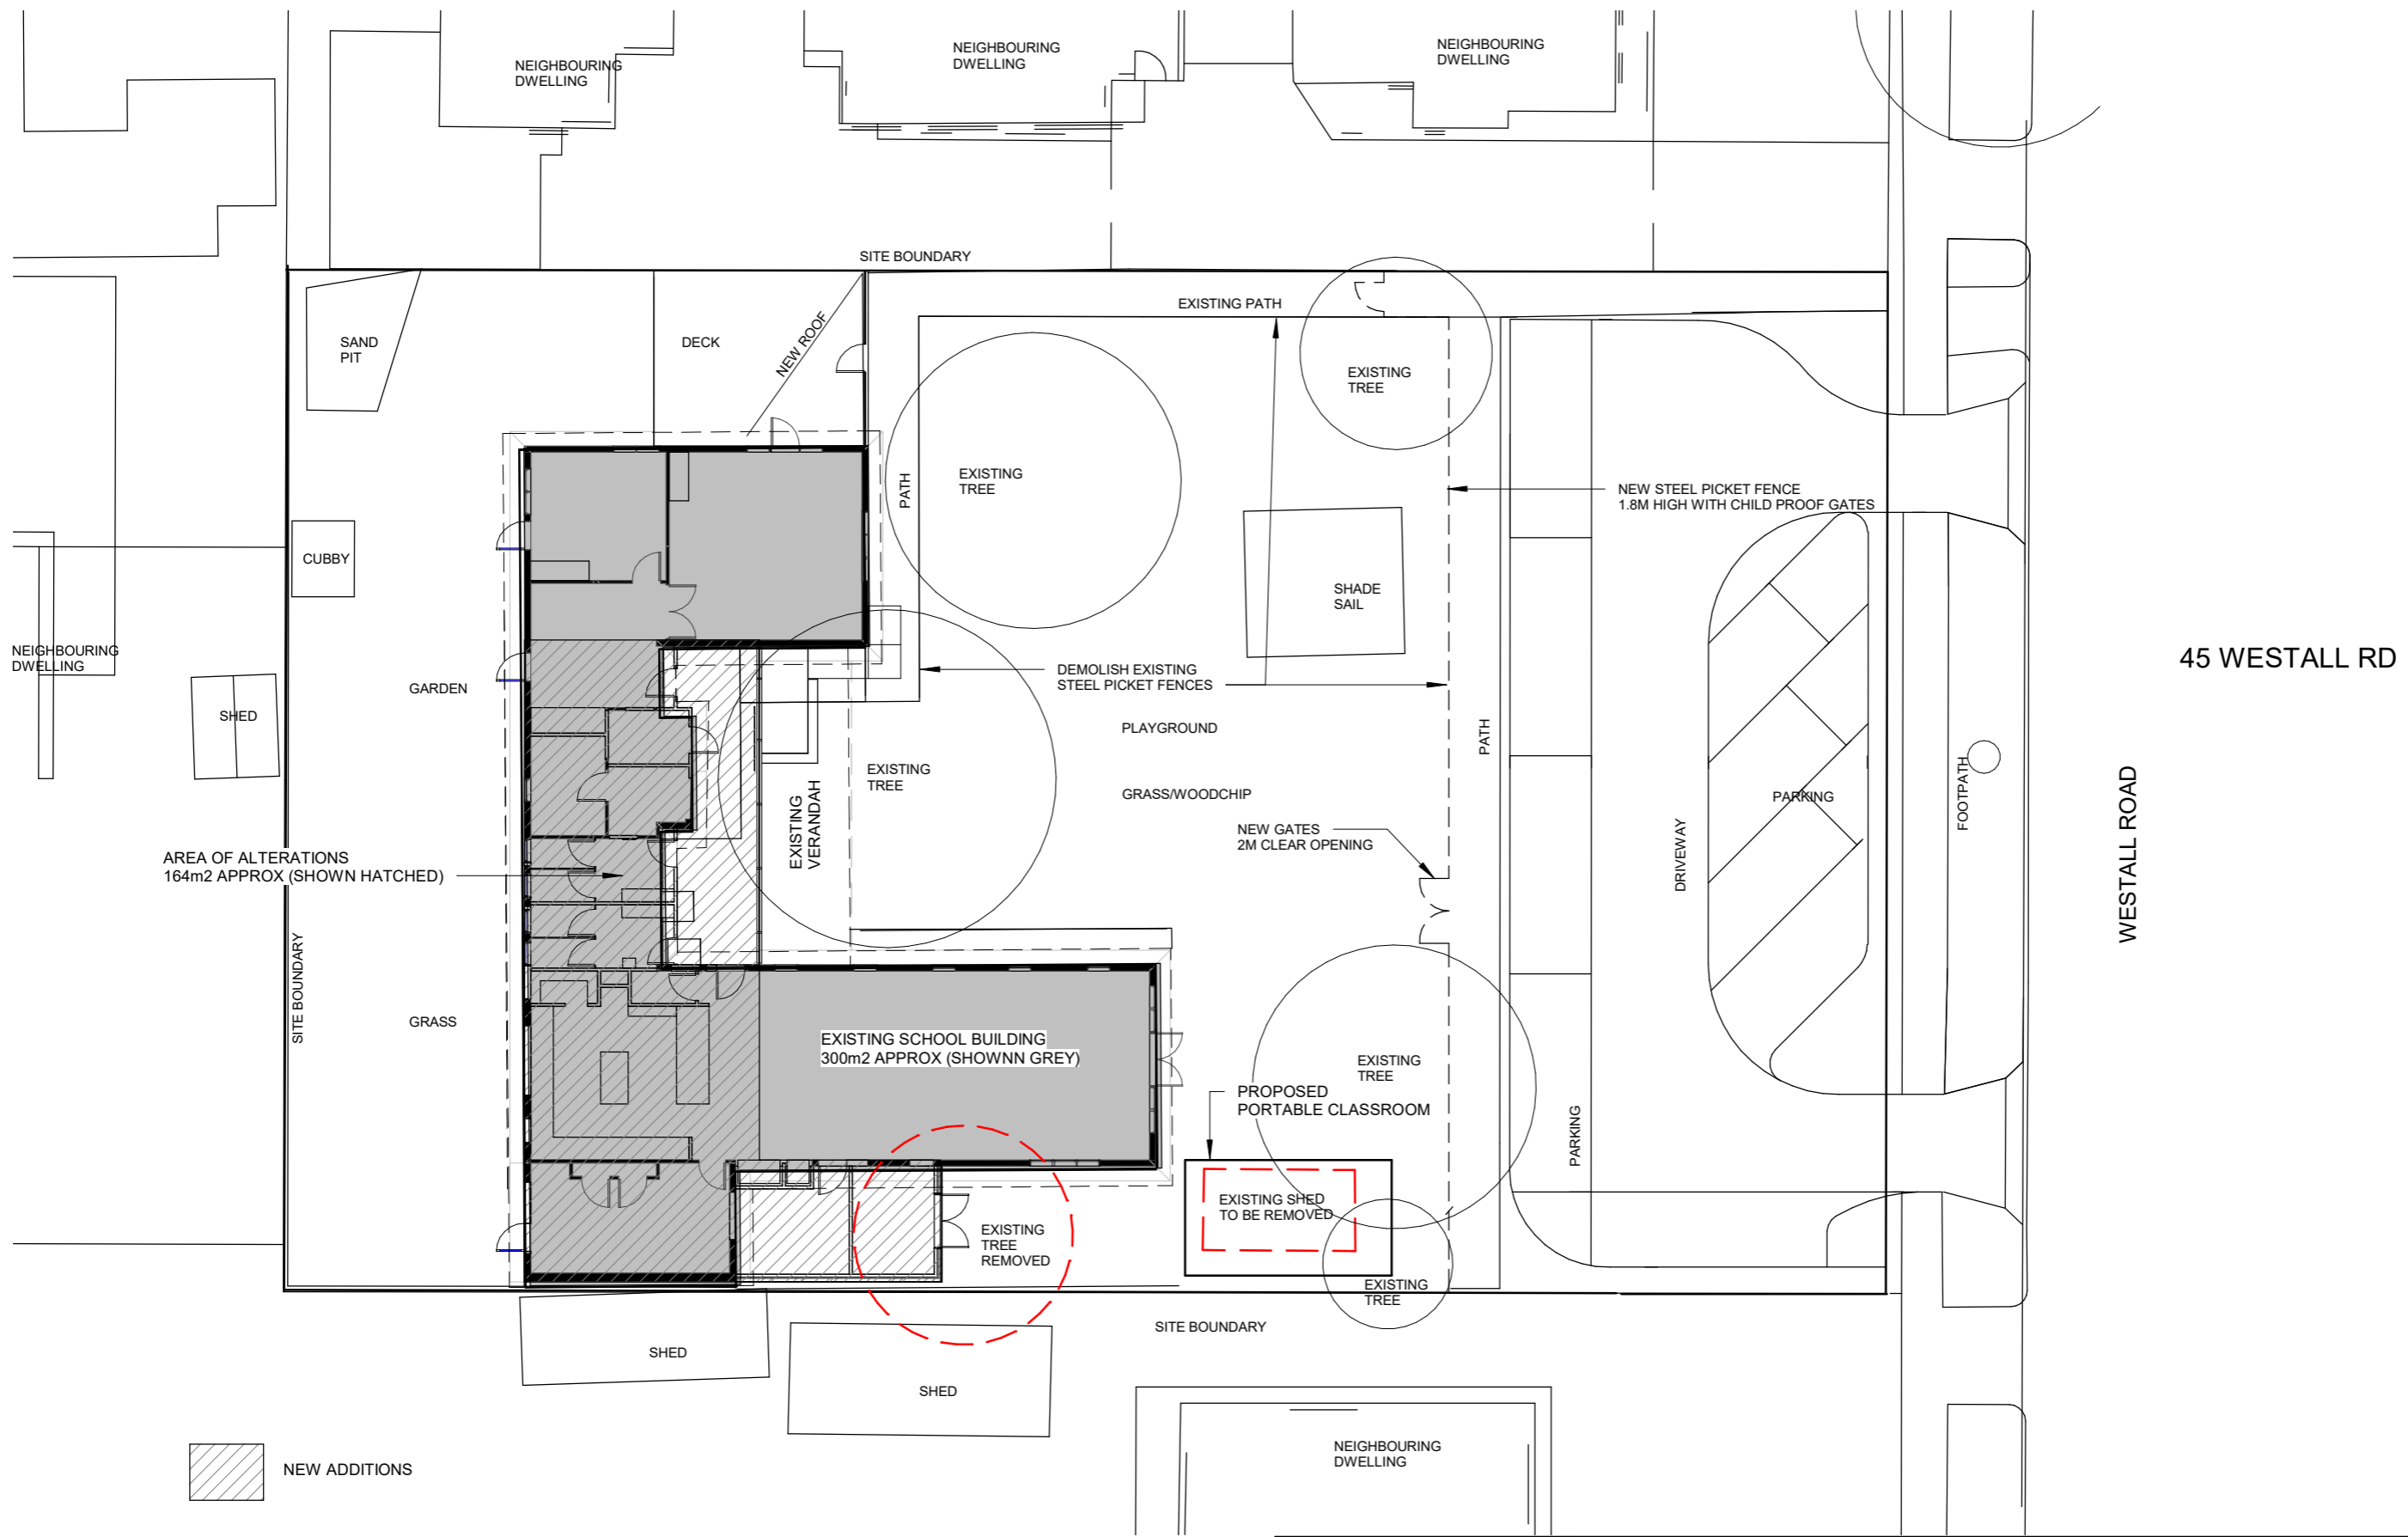 NEIGHBOURING
DWELLING
NEIGHBOURING
DWELLING
NEIGHBOURING
DWELLING
SITE BOUNDARY
EXISTING PATH
SAND
PIT
DECK
NEW ROOF
EXISTING
TREE
EXISTING
TREE
PATH
NEW STEEL PICKET FENCE
1.8M HIGH WITH CHILD PROOF GATES
CUBBY
SHADE
SAIL
NEIGHBOURING
DWELLING
45 WESTALL RD
DEMOLISH EXISTING
STEEL PICKET FENCES
GARDEN
SHED
PLAYGROUND
PATH
EXISTING
TREE
EXISTING
VERANDAH
GRASS/WOODCHIP
PARKING
FOOTPATH
NEW GATES
2M CLEAR OPENING
DRIVEWAY
WESTALL ROAD
AREA OF ALTERATIONS
164m2 APPROX (SHOWN HATCHED)
SITE BOUNDARY
GRASS
EXISTING SCHOOL BUILDING
300m2 APPROX (SHOWNN GREY)
EXISTING
TREE
PROPOSED
PORTABLE CLASSROOM
PARKING
EXISTING SHED
TO BE REMOVED
EXISTING
TREE
REMOVED
EXISTING
TREE
SITE BOUNDARY
SHED
SHED
NEIGHBOURING
DWELLING
NEW ADDITIONS